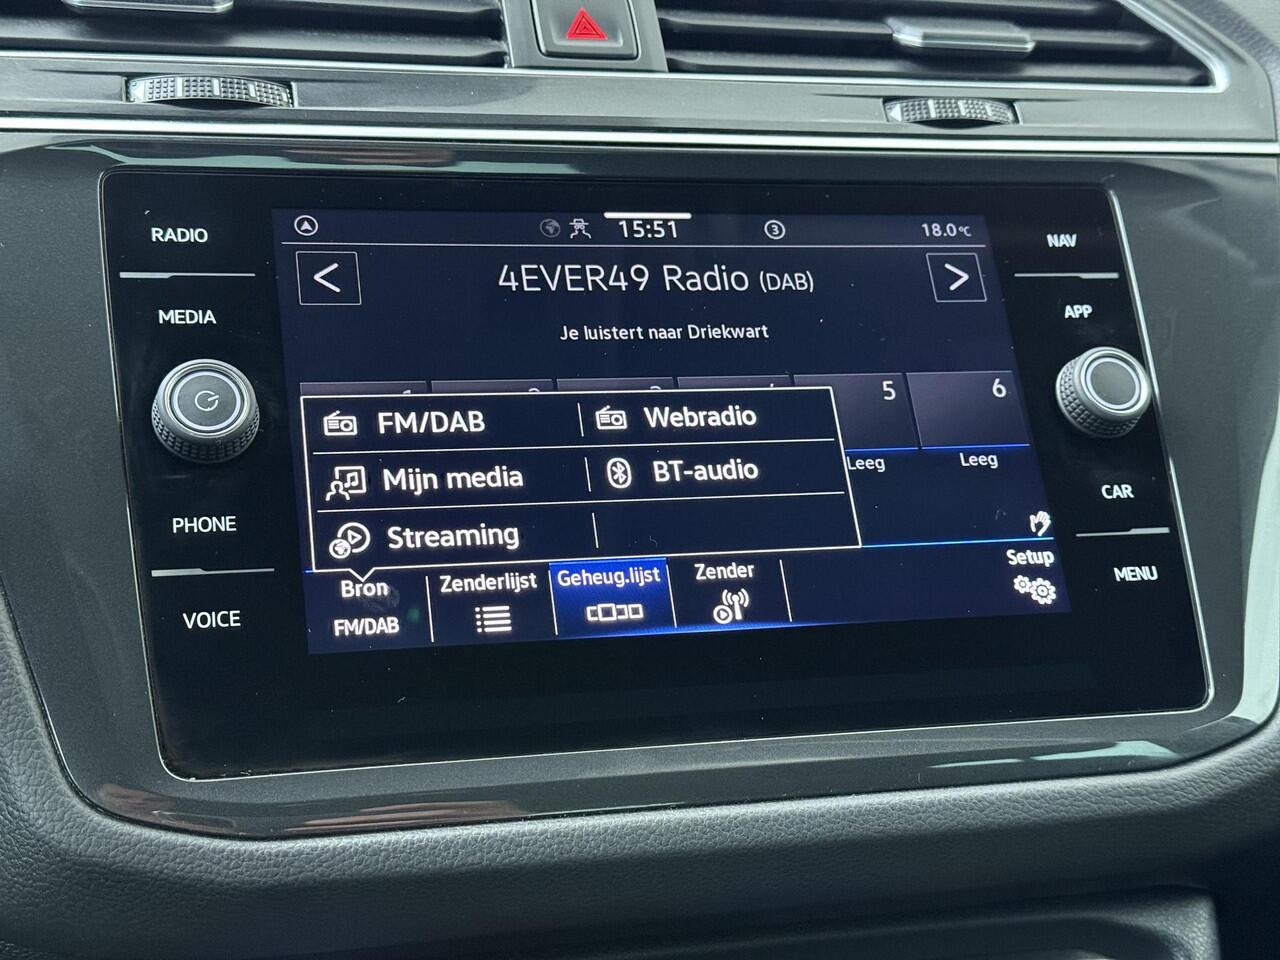 RADIO
MEDIA
PHONE
VOICE
15:51
3
18.0°C
4EVER49 Radio (DAB)
Je luistert naar Driekwart
5
6
Leeg
Leeg
FM/DAB
Webradio
Mijn media
BT-audio
Streaming
Bron
FM/DAB
Zenderlijst
Geheug.lijst
Zender
Setup
NAV
APP
CAR
MENU